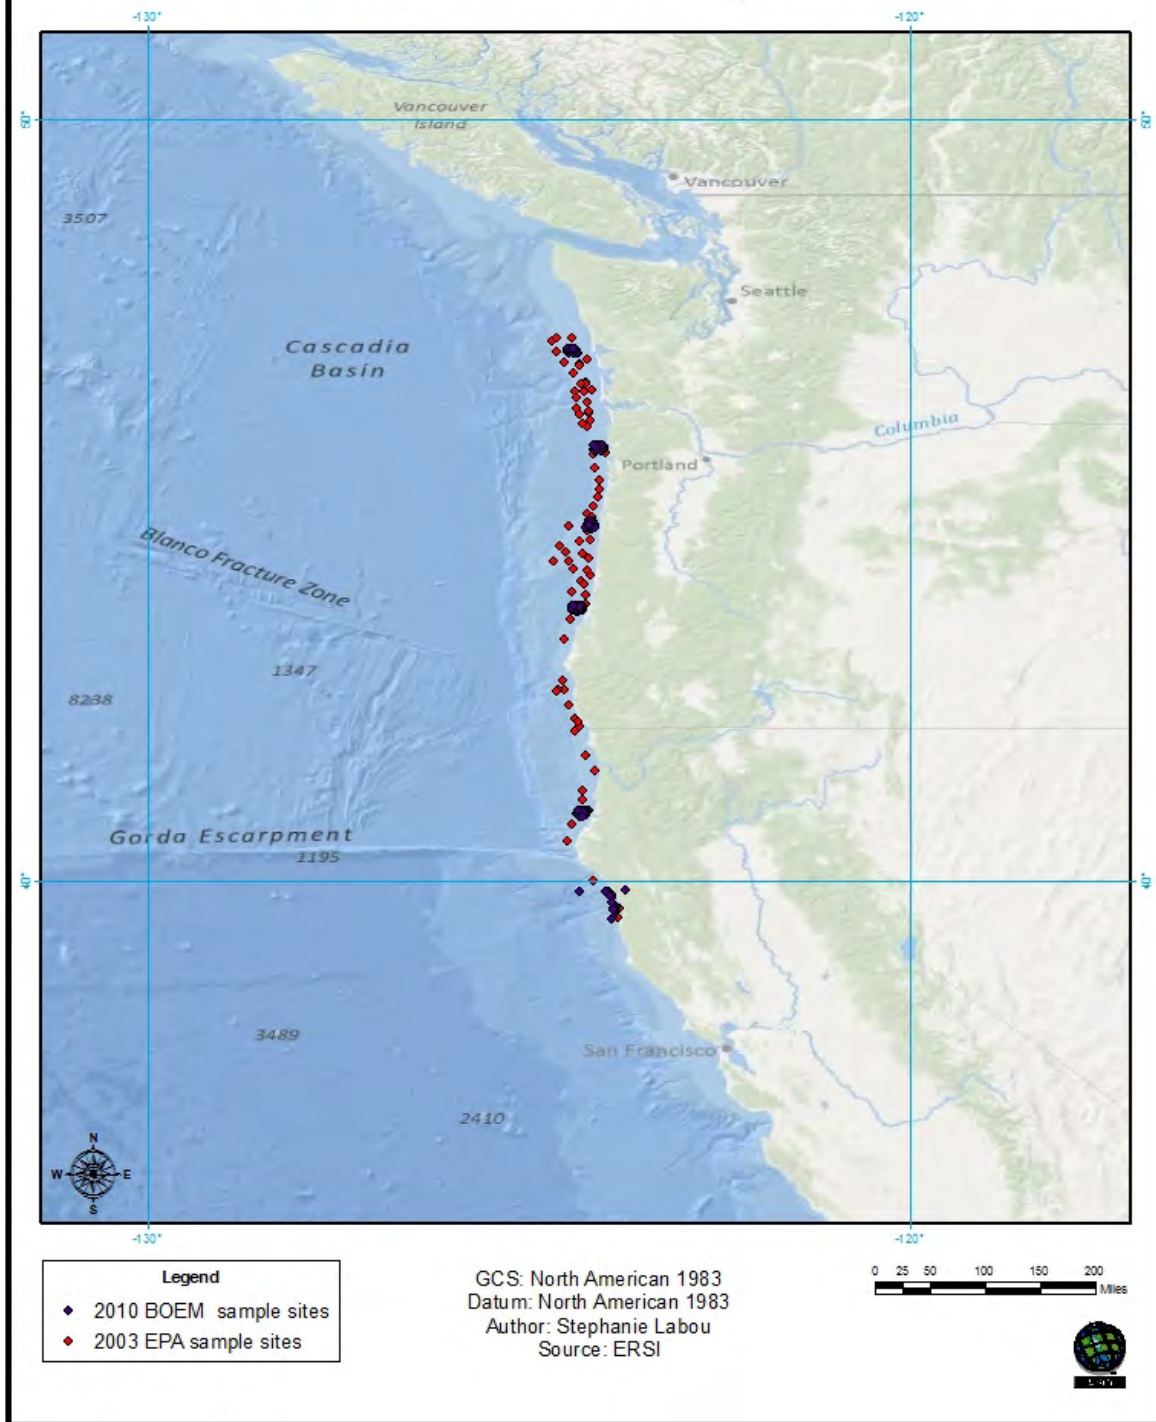 -130° -120°
Vancouver
Island
50° 50°
Vancouver
3507
Seattle
Cascadia
Basin
Columbia
Portland
Blanco Fracture Zone
1347
8238
Gorda Escarpment
1195
40° 40°
3489
San Francisco
2410
N
W E
S
-130° -120°
Legend
2010 BOEM sample sites
2003 EPA sample sites
GCS: North American 1983
Datum: North American 1983
Author: Stephanie Labou
Source: ERSI
0 25 50 100 150 200
Miles